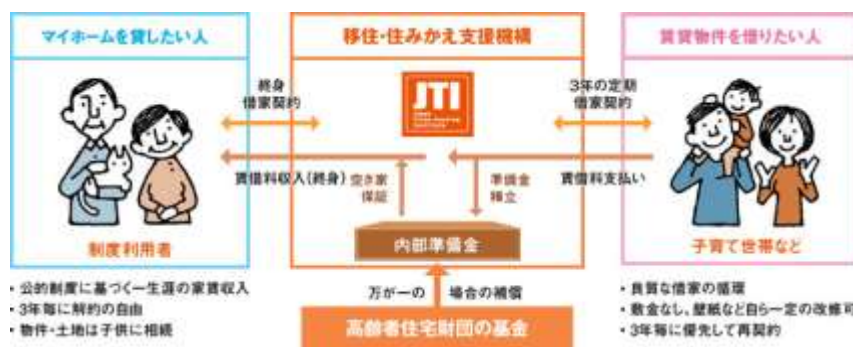 マイホームを貸したい人
移住・住みかえ支援機構
賃貸物件を借りたい人
終身
借家契約
JTI
3年の定期
借家契約
賃借料収入(終身)
空き家
保証
準備金
積立
賃借料支払い
制度利用者
内部準備金
子育て世帯など
・公的制度に基づく一生涯の家賃収入
・3年毎に解約の自由
・物件・土地は子供に相続
万が一の 場合の補償
高齢者住宅財団の基金
・良質な借家の循環
・敷金なし、壁紙など自ら一定の改修可
・3年毎に優先して再契約